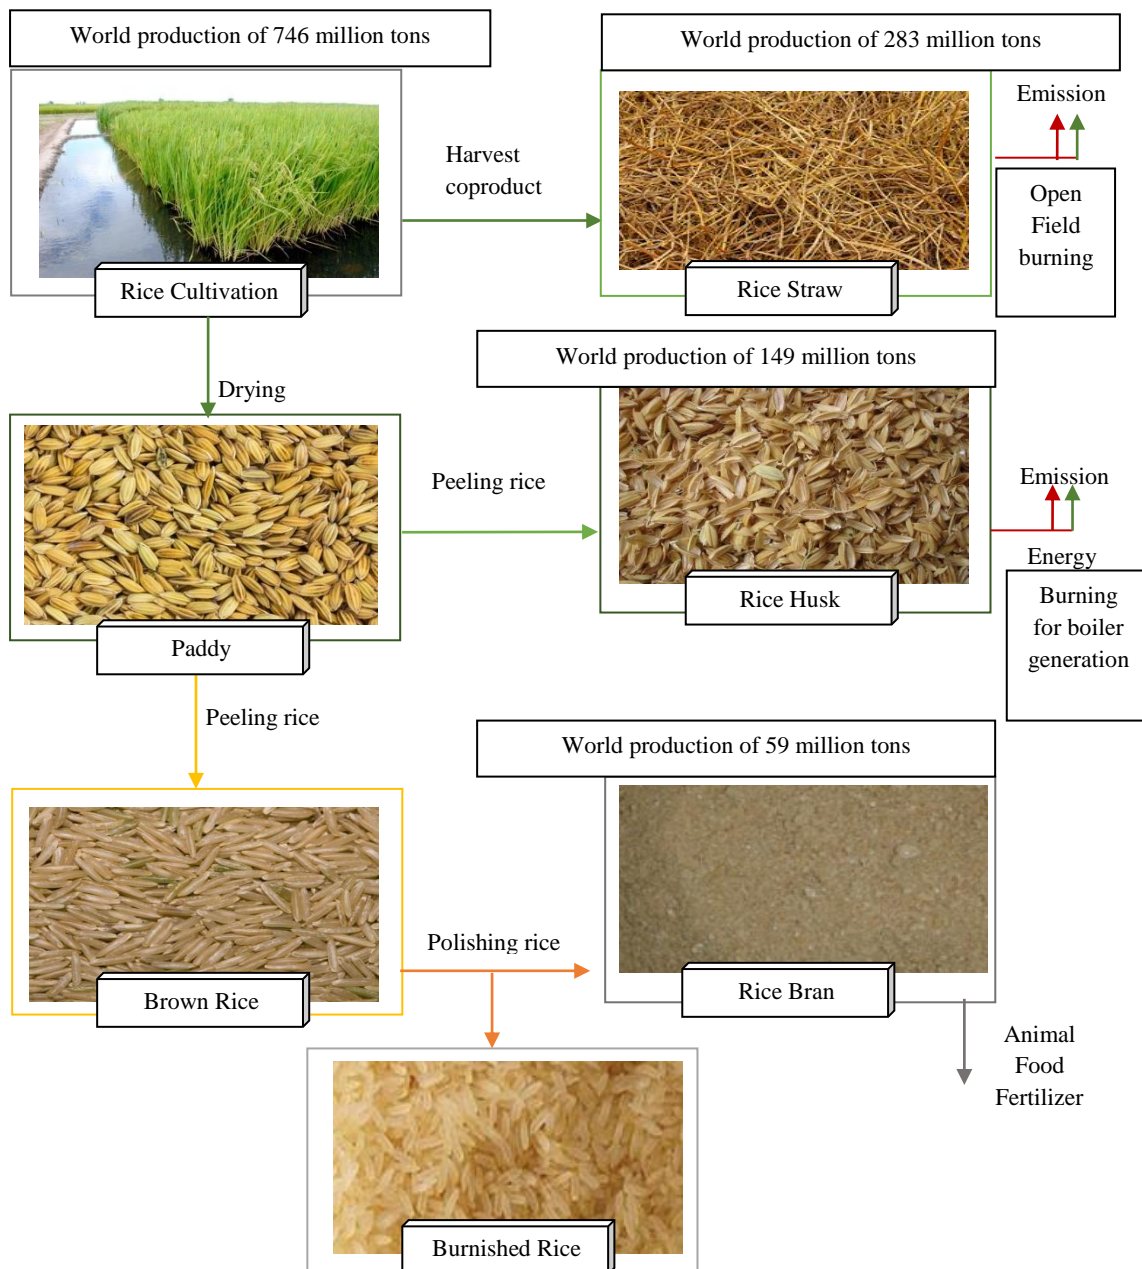 World production of 746 million tons
World production of 283 million tons
Emission
Harvest
coproduct
Open
Field
burning
Rice Cultivation
Rice Straw
World production of 149 million tons
Drying
Peeling rice
Emission
Energy
Rice Husk
Burning
for boiler
generation
Paddy
Peeling rice
World production of 59 million tons
Polishing rice
Brown Rice
Rice Bran
Animal
Food
Fertilizer
Burnished Rice